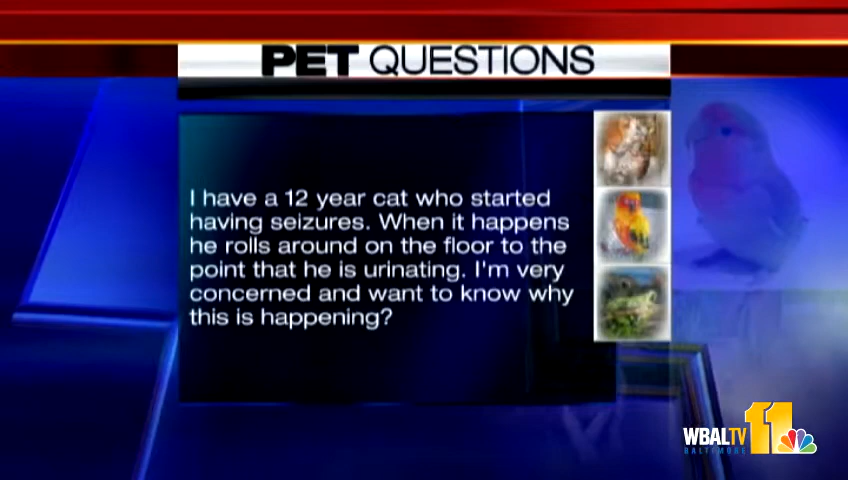 PET QUESTIONS
I have a 12 year cat who started
having seizures. When it happens
he rolls around on the floor to the
point that he is urinating. I'm very
concerned and want to know why
this is happening?
WBALTV 11
BALTIMORE